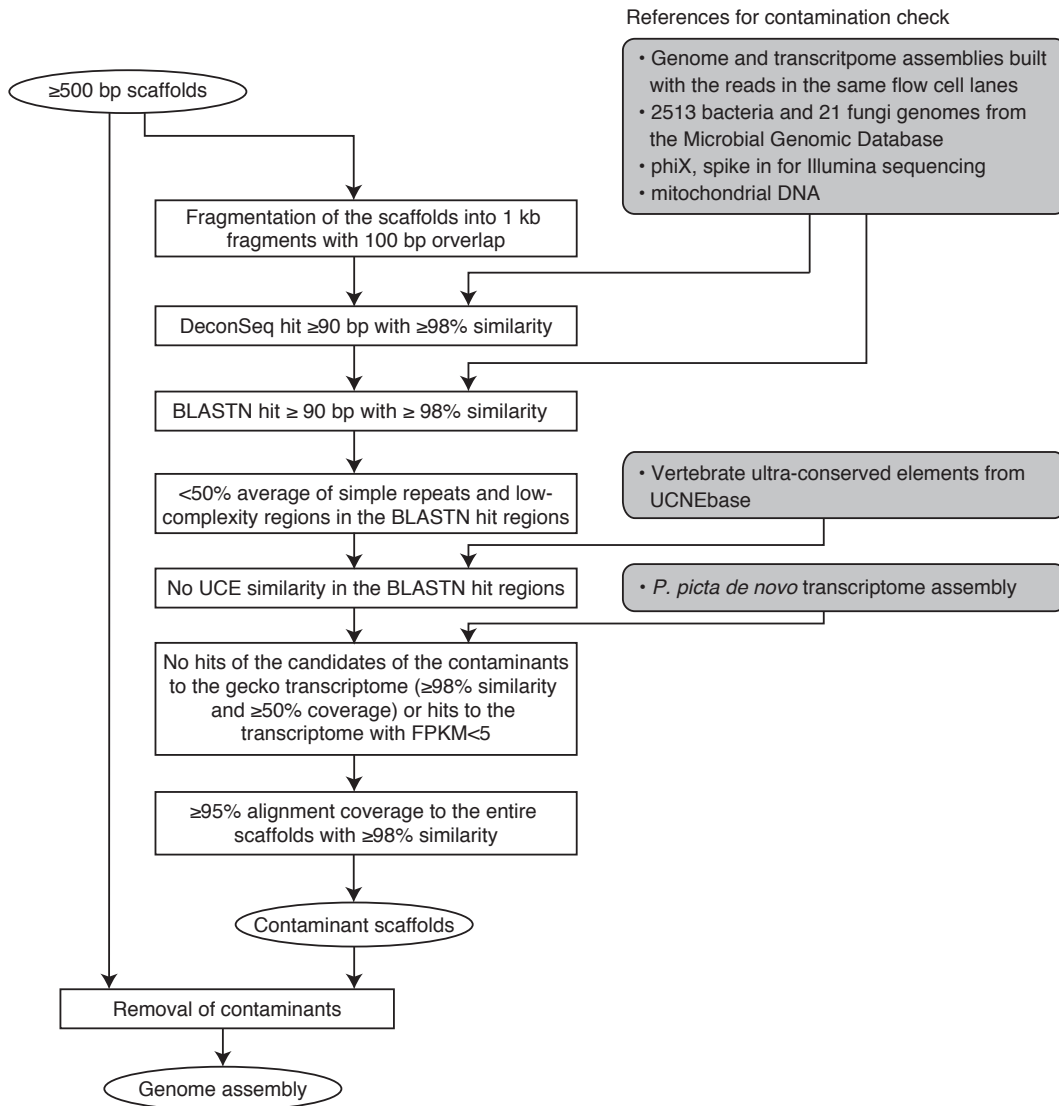 References for contamination check
• Genome and transcritpome assemblies built
with the reads in the same flow cell lanes
• 2513 bacteria and 21 fungi genomes from
the Microbial Genomic Database
• phiX, spike in for Illumina sequencing
• mitochondrial DNA
≥500 bp scaffolds
Fragmentation of the scaffolds into 1 kb
fragments with 100 bp orverlap
DeconSeq hit ≥90 bp with ≥98% similarity
BLASTN hit ≥ 90 bp with ≥ 98% similarity
<50% average of simple repeats and low-
complexity regions in the BLASTN hit regions
• Vertebrate ultra-conserved elements from
UCNEbase
No UCE similarity in the BLASTN hit regions
• P. picta de novo transcriptome assembly
No hits of the candidates of the contaminants
to the gecko transcriptome (≥98% similarity
and ≥50% coverage) or hits to the
transcriptome with FPKM<5
≥95% alignment coverage to the entire
scaffolds with ≥98% similarity
Contaminant scaffolds
Removal of contaminants
Genome assembly